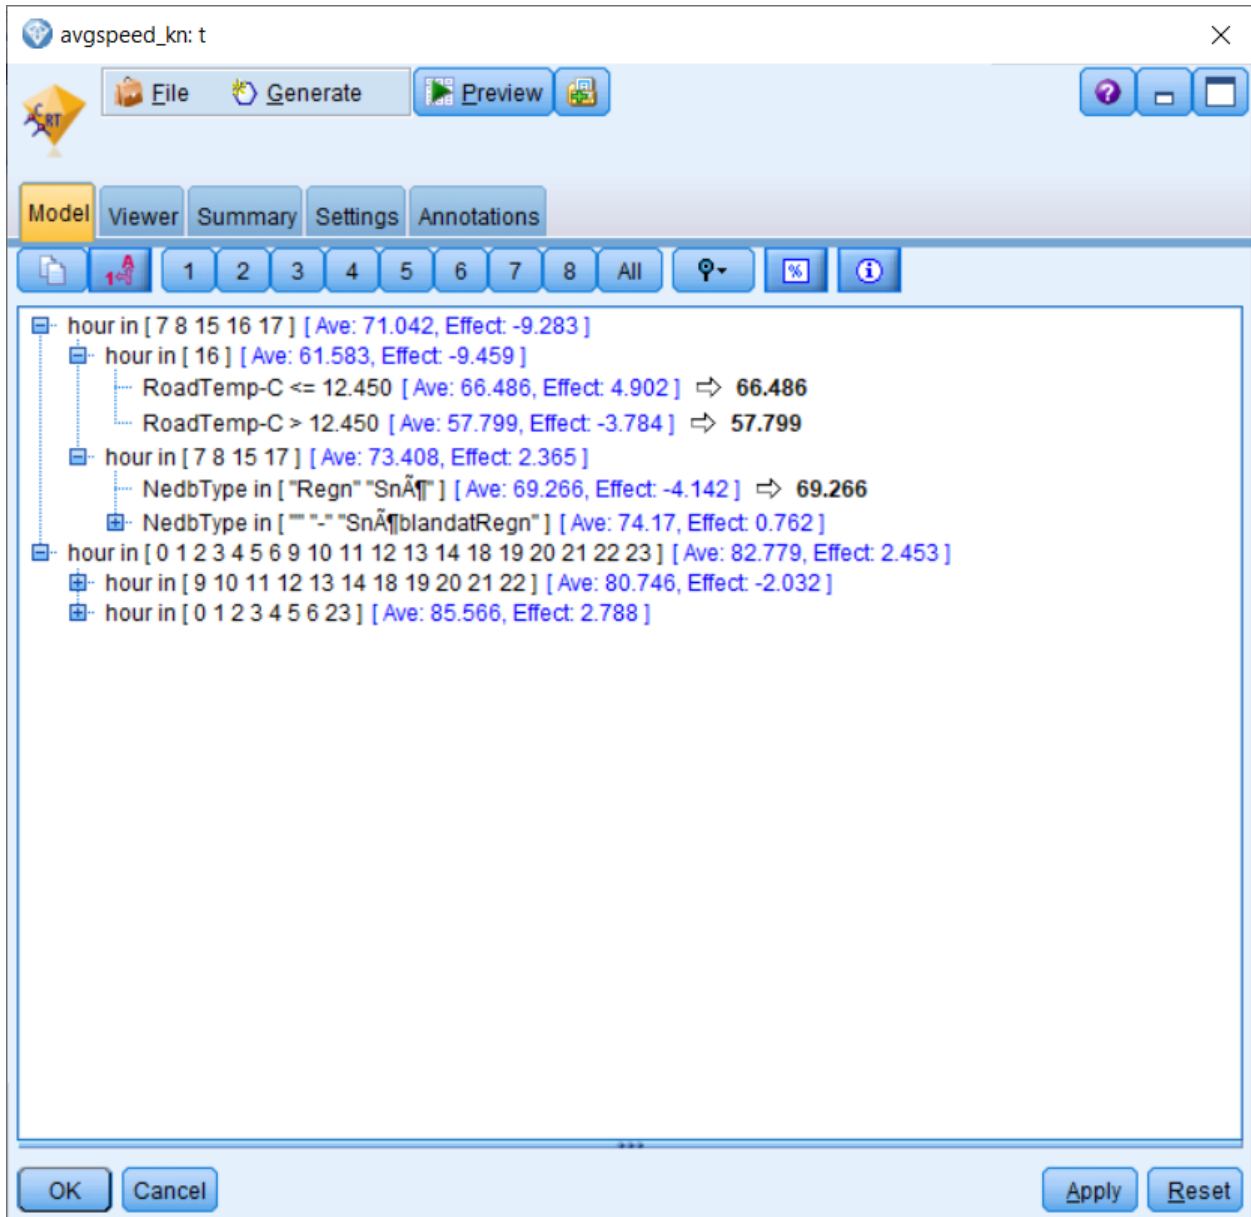 avgspeed_kn: t
File Generate Preview
CRT
Model Viewer Summary Settings Annotations
1 2 3 4 5 6 7 8 All %
hour in [ 7 8 15 16 17 ] [ Ave: 71.042, Effect: -9.283 ]
hour in [ 16 ] [ Ave: 61.583, Effect: -9.459 ]
RoadTemp-C <= 12.450 [ Ave: 66.486, Effect: 4.902 ] ⇨ 66.486
RoadTemp-C > 12.450 [ Ave: 57.799, Effect: -3.784 ] ⇨ 57.799
hour in [ 7 8 15 17 ] [ Ave: 73.408, Effect: 2.365 ]
NedbType in [ "Regn" "SnÃ¶" ] [ Ave: 69.266, Effect: -4.142 ] ⇨ 69.266
NedbType in [ "" "-" "SnÃ¶blandatRegn" ] [ Ave: 74.17, Effect: 0.762 ]
hour in [ 0 1 2 3 4 5 6 9 10 11 12 13 14 18 19 20 21 22 23 ] [ Ave: 82.779, Effect: 2.453 ]
hour in [ 9 10 11 12 13 14 18 19 20 21 22 ] [ Ave: 80.746, Effect: -2.032 ]
hour in [ 0 1 2 3 4 5 6 23 ] [ Ave: 85.566, Effect: 2.788 ]
OK Cancel Apply Reset